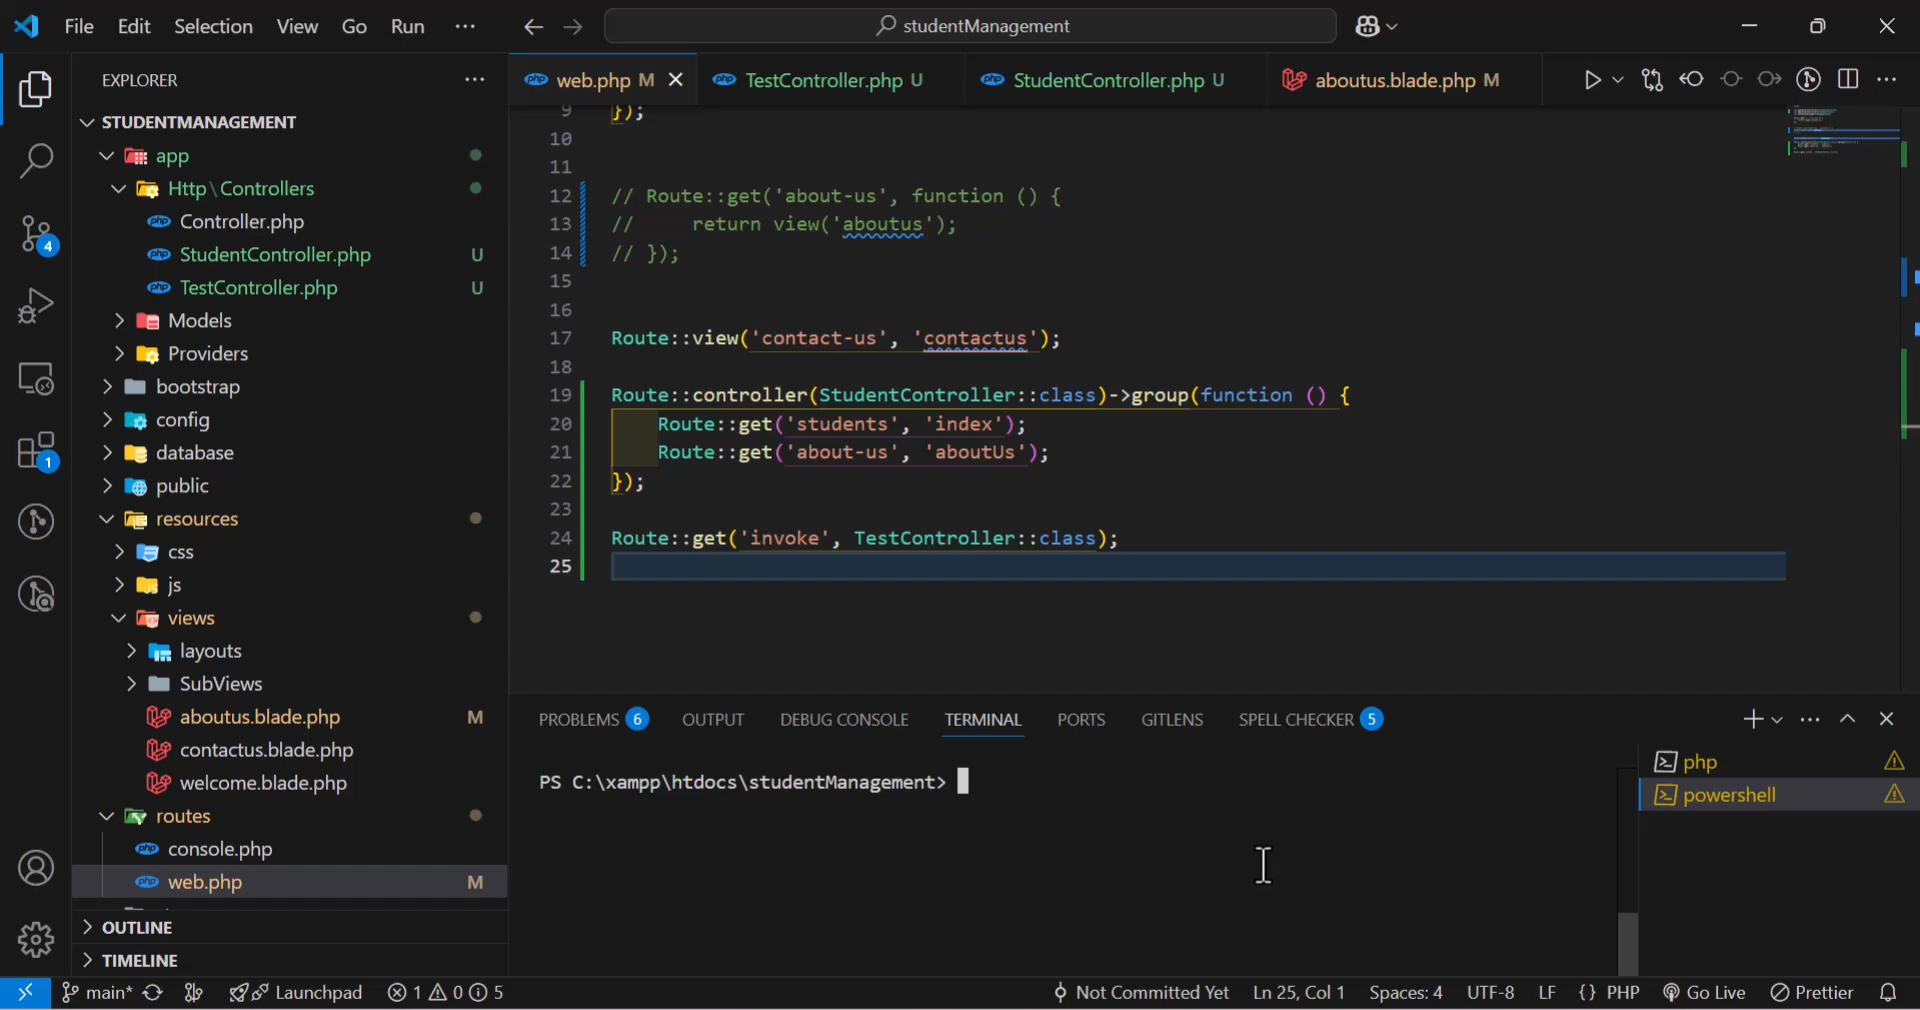 File Edit Selection View Go Run ···
studentManagement
EXPLORER ···
STUDENTMANAGEMENT
app
Http\Controllers
Controller.php
StudentController.php U
TestController.php U
Models
Providers
bootstrap
config
database
public
resources
css
js
views
layouts
SubViews
aboutus.blade.php M
contactus.blade.php
welcome.blade.php
routes
console.php
web.php M
OUTLINE
TIMELINE
4
1
web.php M
TestController.php U
StudentController.php U
aboutus.blade.php M
9 });
10
11
12 // Route::get('about-us', function () {
13 //     return view('aboutus');
14 // });
15
16
17 Route::view('contact-us', 'contactus');
18
19 Route::controller(StudentController::class)->group(function () {
20     Route::get('students', 'index');
21     Route::get('about-us', 'aboutUs');
22 });
23
24 Route::get('invoke', TestController::class);
25
PROBLEMS 6 OUTPUT DEBUG CONSOLE TERMINAL PORTS GITLENS SPELL CHECKER 5
PS C:\xampp\htdocs\studentManagement>
php
powershell
main* Launchpad 1 0 5 Not Committed Yet Ln 25, Col 1 Spaces: 4 UTF-8 LF {} PHP Go Live Prettier